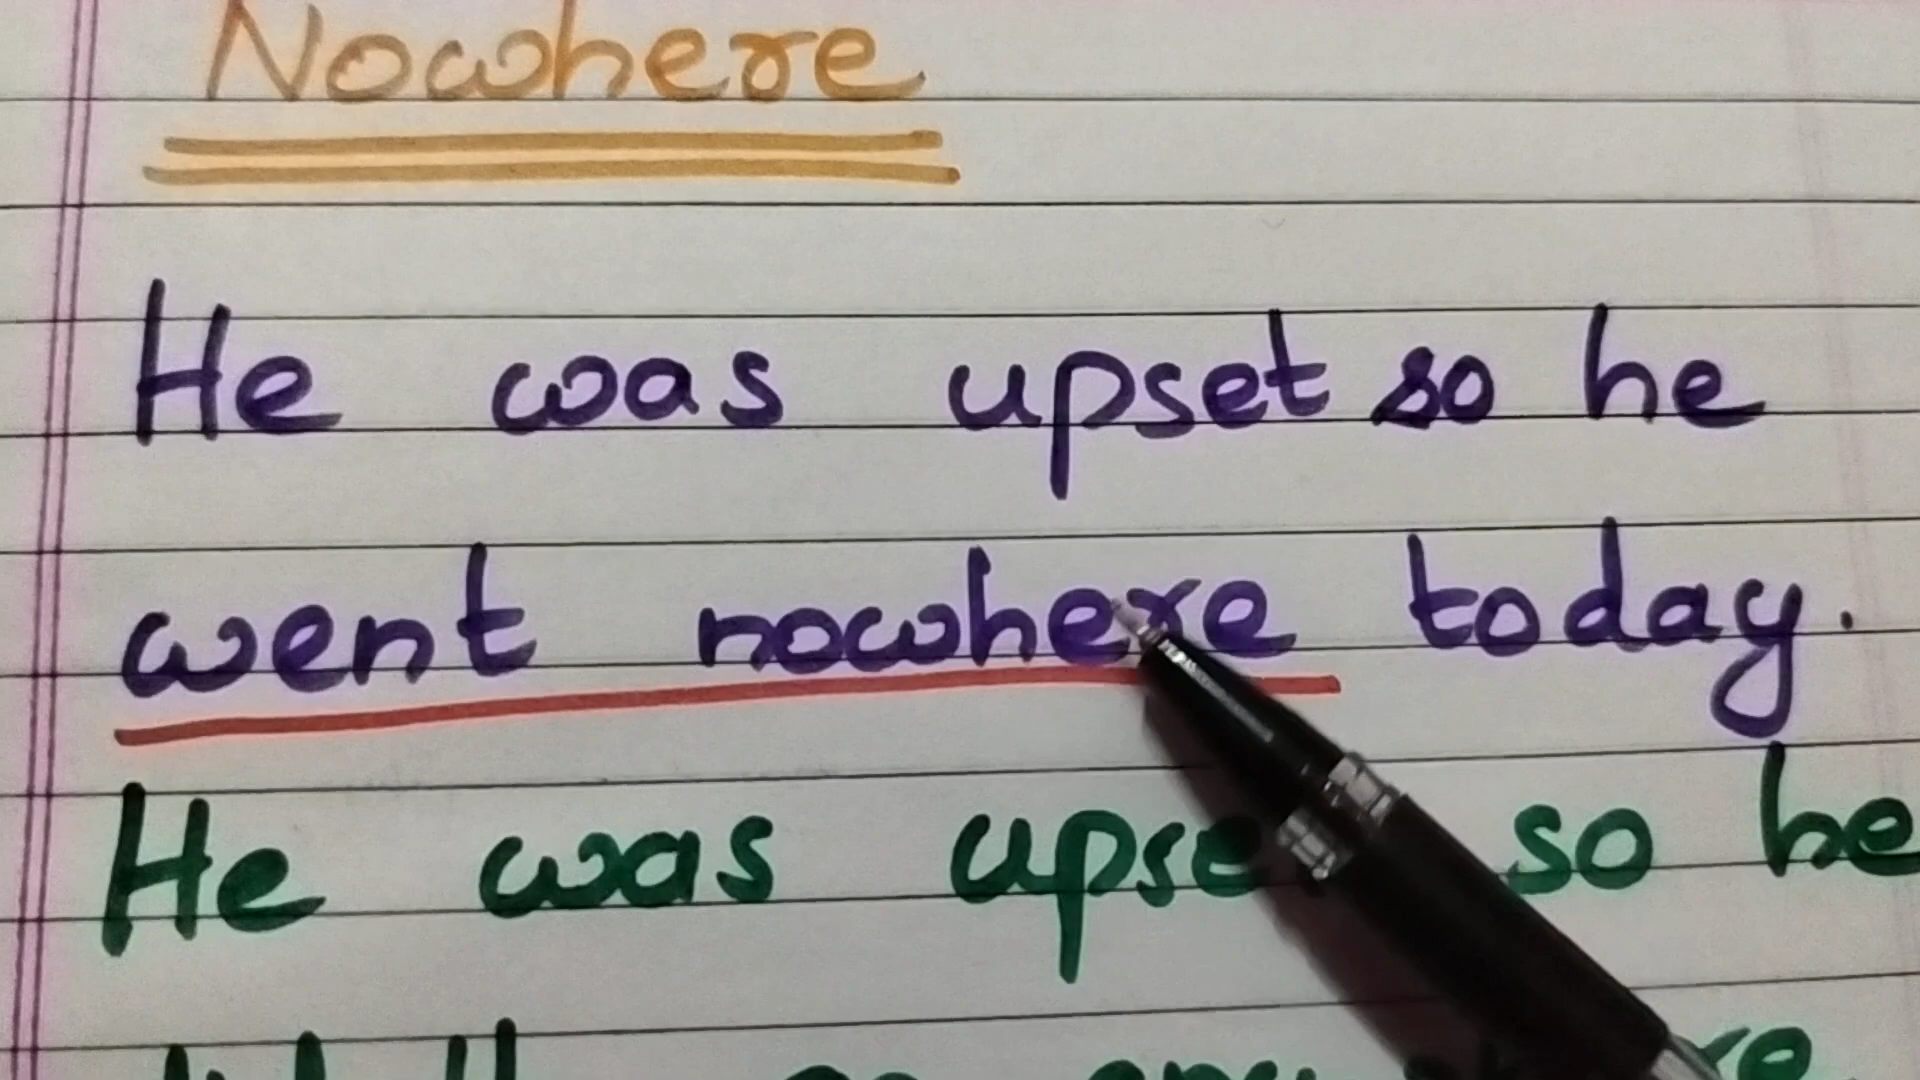 Nowhere
He was upset so he
went nowhere today.
He was upse so he